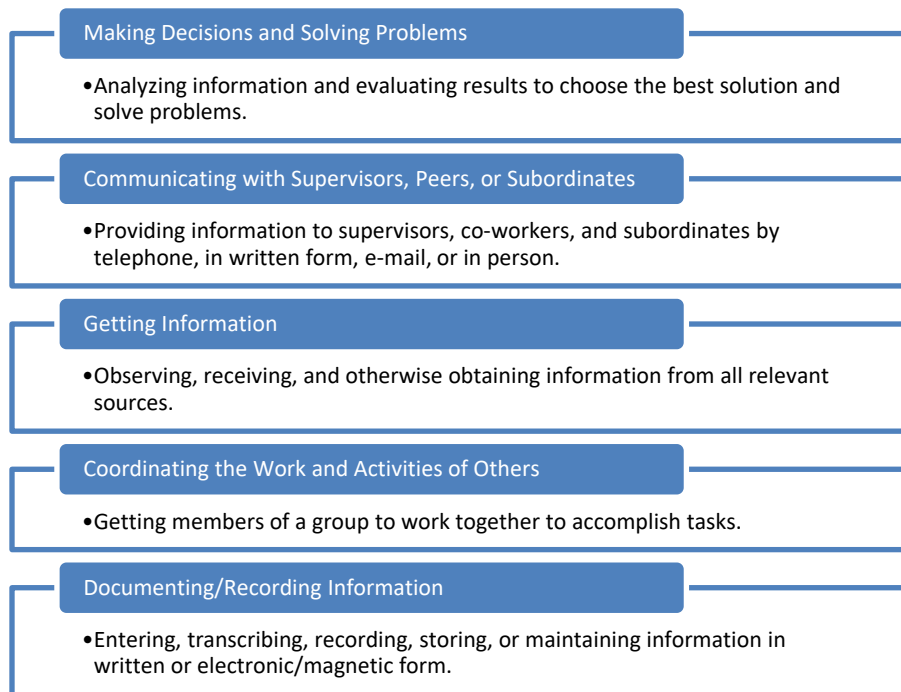 Making Decisions and Solving Problems
•Analyzing information and evaluating results to choose the best solution and
solve problems.
Communicating with Supervisors, Peers, or Subordinates
•Providing information to supervisors, co-workers, and subordinates by
telephone, in written form, e-mail, or in person.
Getting Information
•Observing, receiving, and otherwise obtaining information from all relevant
sources.
Coordinating the Work and Activities of Others
•Getting members of a group to work together to accomplish tasks.
Documenting/Recording Information
•Entering, transcribing, recording, storing, or maintaining information in
written or electronic/magnetic form.